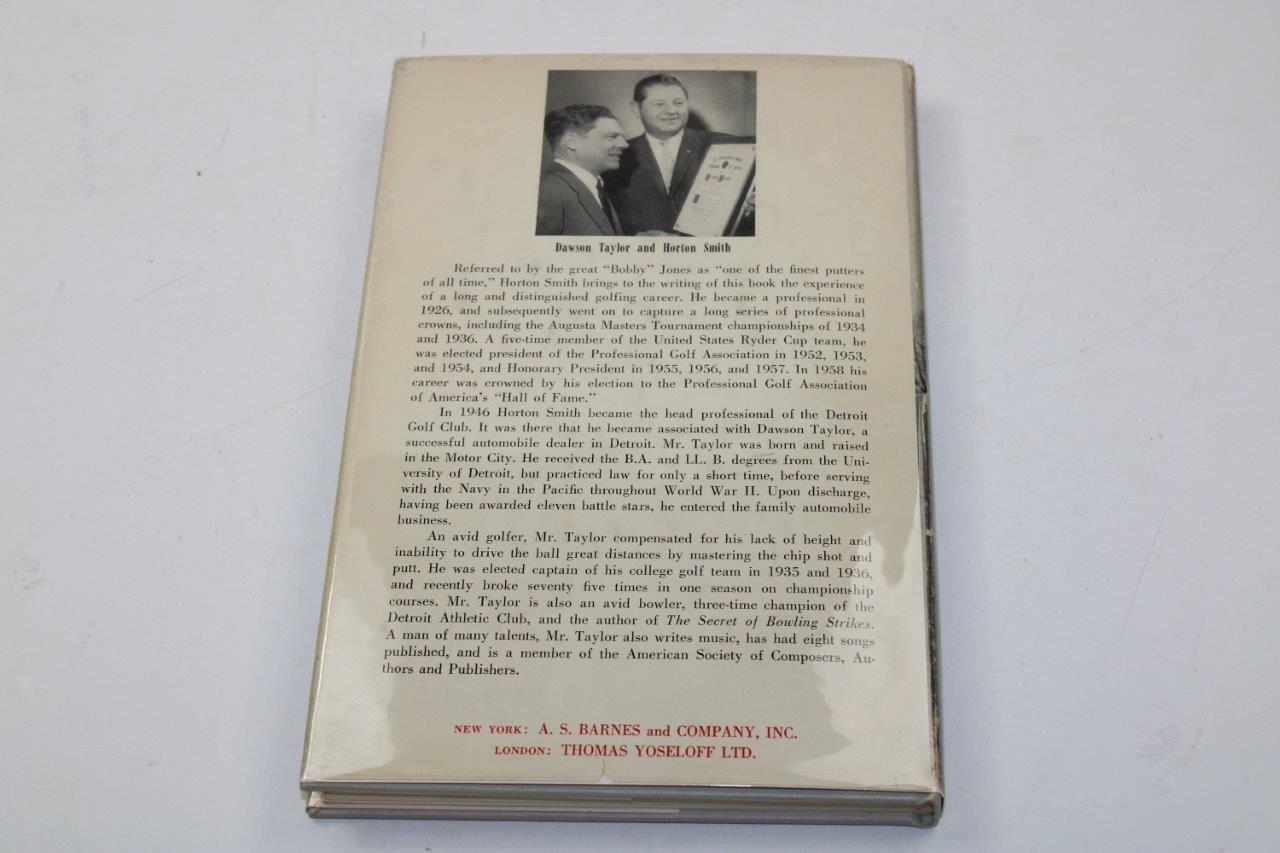 Dawson Taylor and Horton Smith
Referred to by the great "Bobby" Jones as "one of the finest putters
of all time," Horton Smith brings to the writing of this book the experience
of a long and distinguished golfing career. He became a professional in
1926, and subsequently went on to capture a long series of professional
crowns, including the Augusta Masters Tournament championships of 1934
and 1936. A five-time member of the United States Ryder Cup team, he
was elected president of the Professional Golf Association in 1952, 1953,
and 1954, and Honorary President in 1955, 1956, and 1957. In 1958 his
career was crowned by his election to the Professional Golf Association
of America's "Hall of Fame."
In 1946 Horton Smith became the head professional of the Detroit
Golf Club. It was there that he became associated with Dawson Taylor, a
successful automobile dealer in Detroit. Mr. Taylor was born and raised
in the Motor City. He received the B.A. and LL. B. degrees from the Uni-
versity of Detroit, but practiced law for only a short time, before serving
with the Navy in the Pacific throughout World War II. Upon discharge,
having been awarded eleven battle stars, he entered the family automobile
business.
An avid golfer, Mr. Taylor compensated for his lack of height and
inability to drive the ball great distances by mastering the chip shot and
putt. He was elected captain of his college golf team in 1935 and 1936,
and recently broke seventy five times in one season on championship
courses. Mr. Taylor is also an avid bowler, three-time champion of the
Detroit Athletic Club, and the author of The Secret of Bowling Strikes.
A man of many talents, Mr. Taylor also writes music, has had eight songs
published, and is a member of the American Society of Composers, Au-
thors and Publishers.
NEW YORK: A. S. BARNES and COMPANY, INC.
LONDON: THOMAS YOSELOFF LTD.